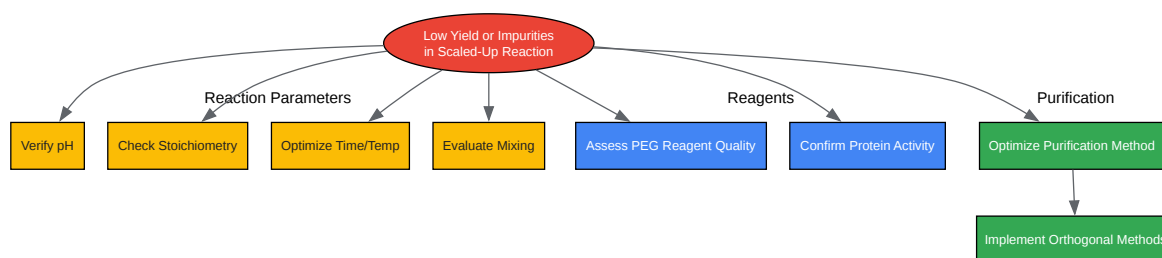 Low Yield or Impurities
in Scaled-Up Reaction
Reaction Parameters
Reagents
Purification
Verify pH
Check Stoichiometry
Optimize Time/Temp
Evaluate Mixing
Assess PEG Reagent Quality
Confirm Protein Activity
Optimize Purification Method
Implement Orthogonal Methods